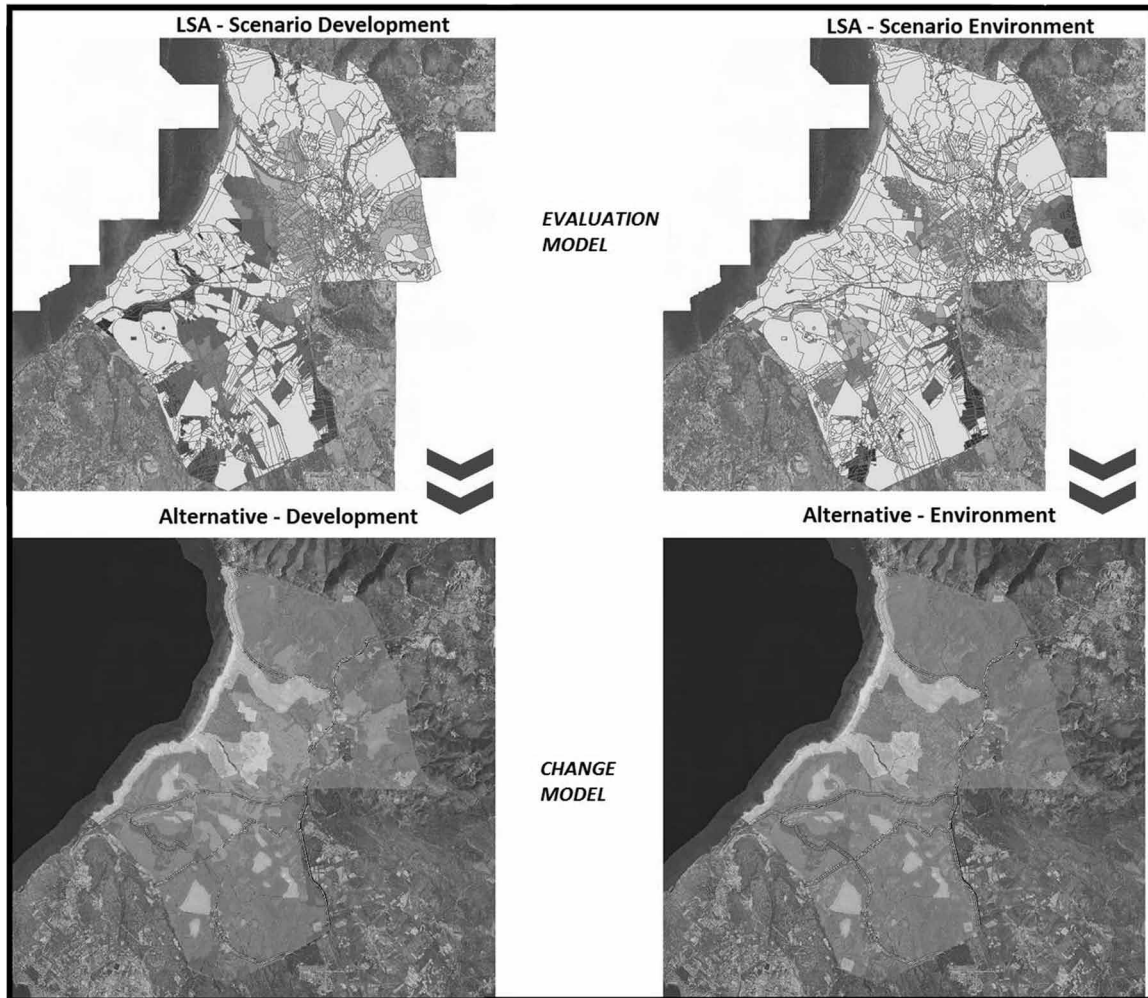 LSA - Scenario Development
LSA - Scenario Environment
EVALUATION
MODEL
Alternative - Development
Alternative - Environment
CHANGE
MODEL